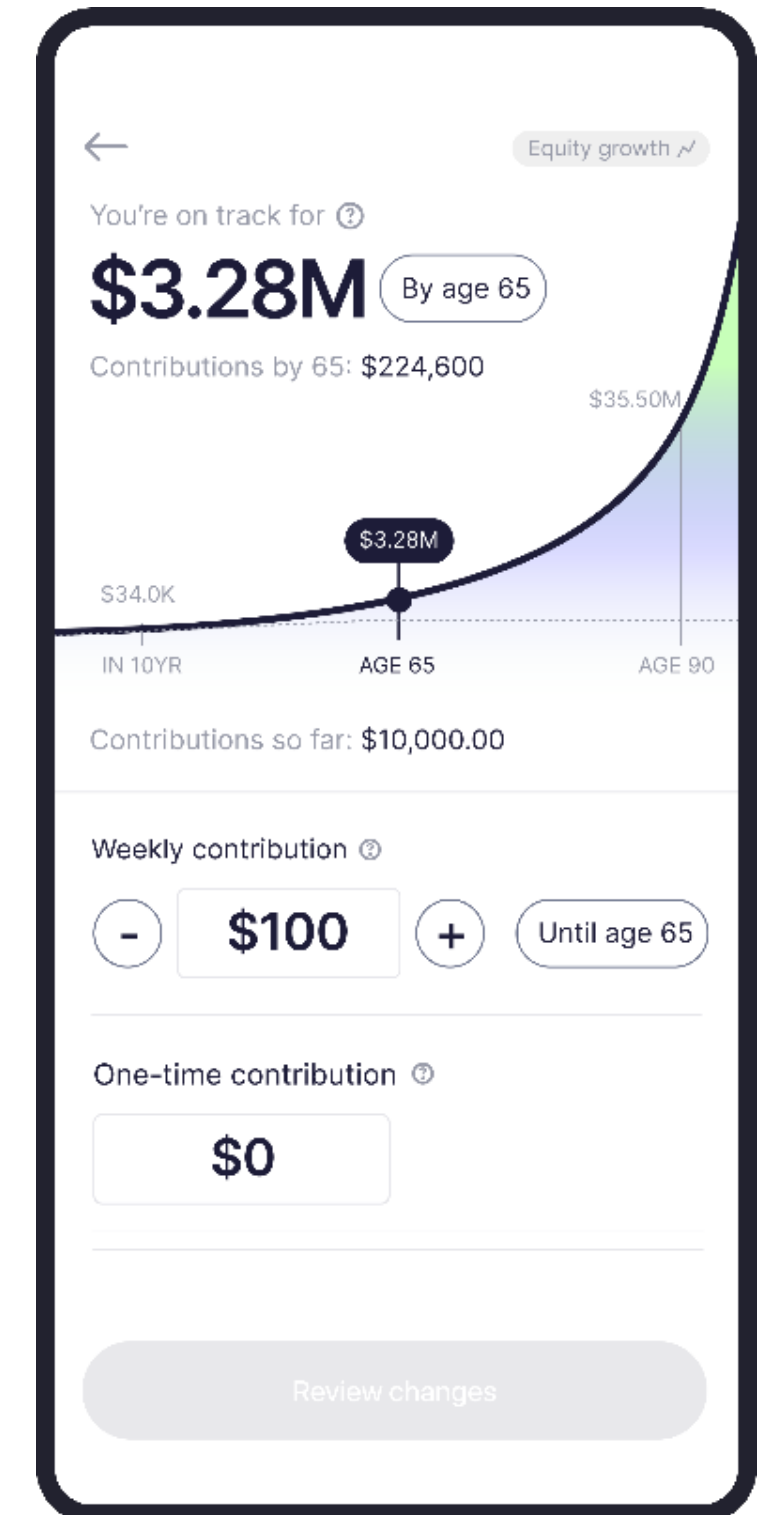 Equity growth
You're on track for
$3.28M By age 65
Contributions by 65: $224,600
$35.50M
$3.28M
$34.0K
IN 10YR AGE 65 AGE 90
Contributions so far: $10,000.00
Weekly contribution
- $100 + Until age 65
One-time contribution
$0
Review changes